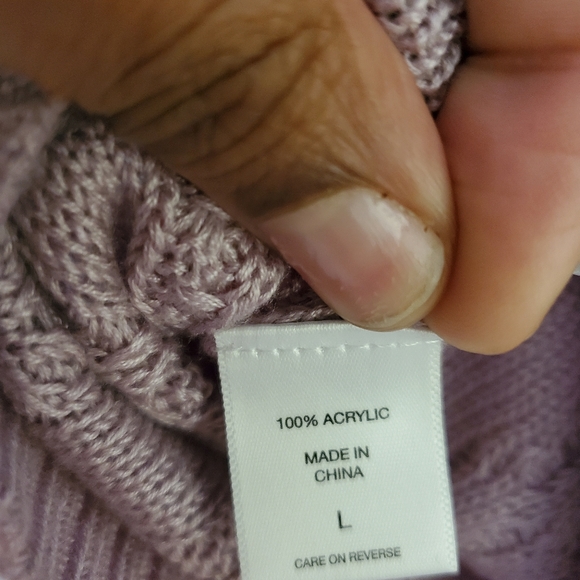 100% ACRYLIC
MADE IN
CHINA
L
CARE ON REVERSE